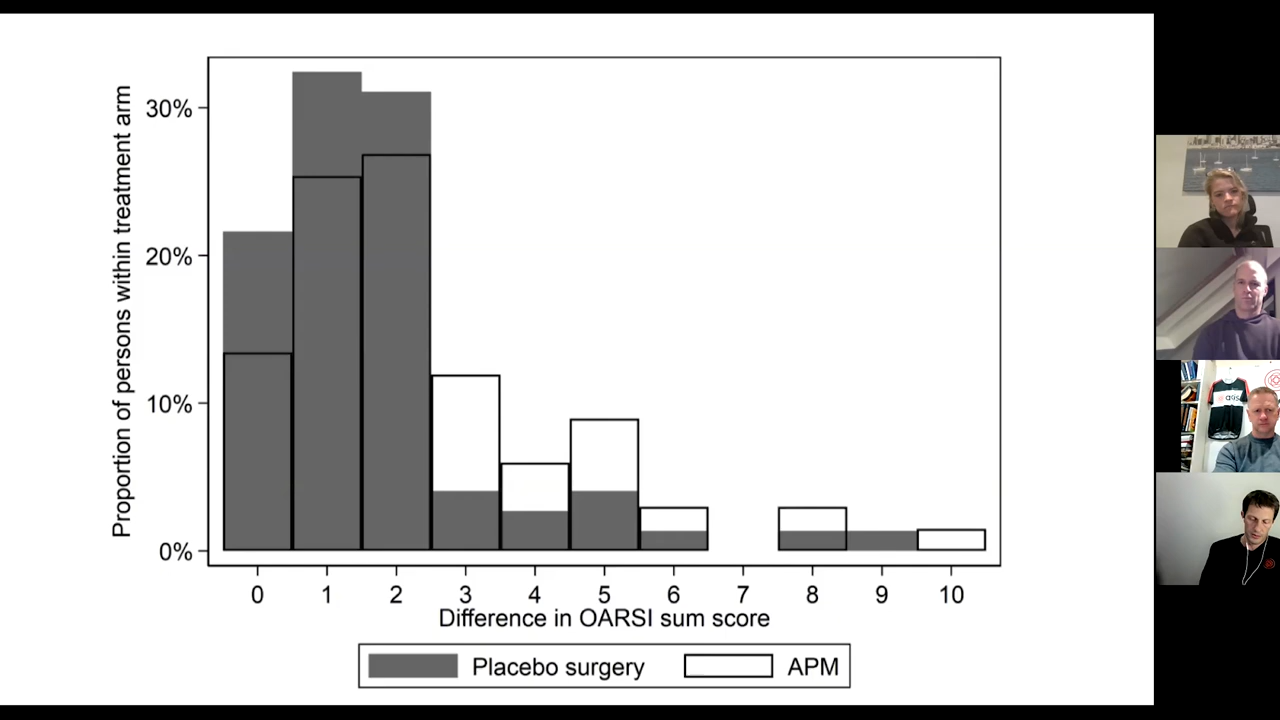 Proportion of persons within treatment arm
30%
20%
10%
0%
0 1 2 3 4 5 6 7 8 9 10
Difference in OARSI sum score
Placebo surgery APM